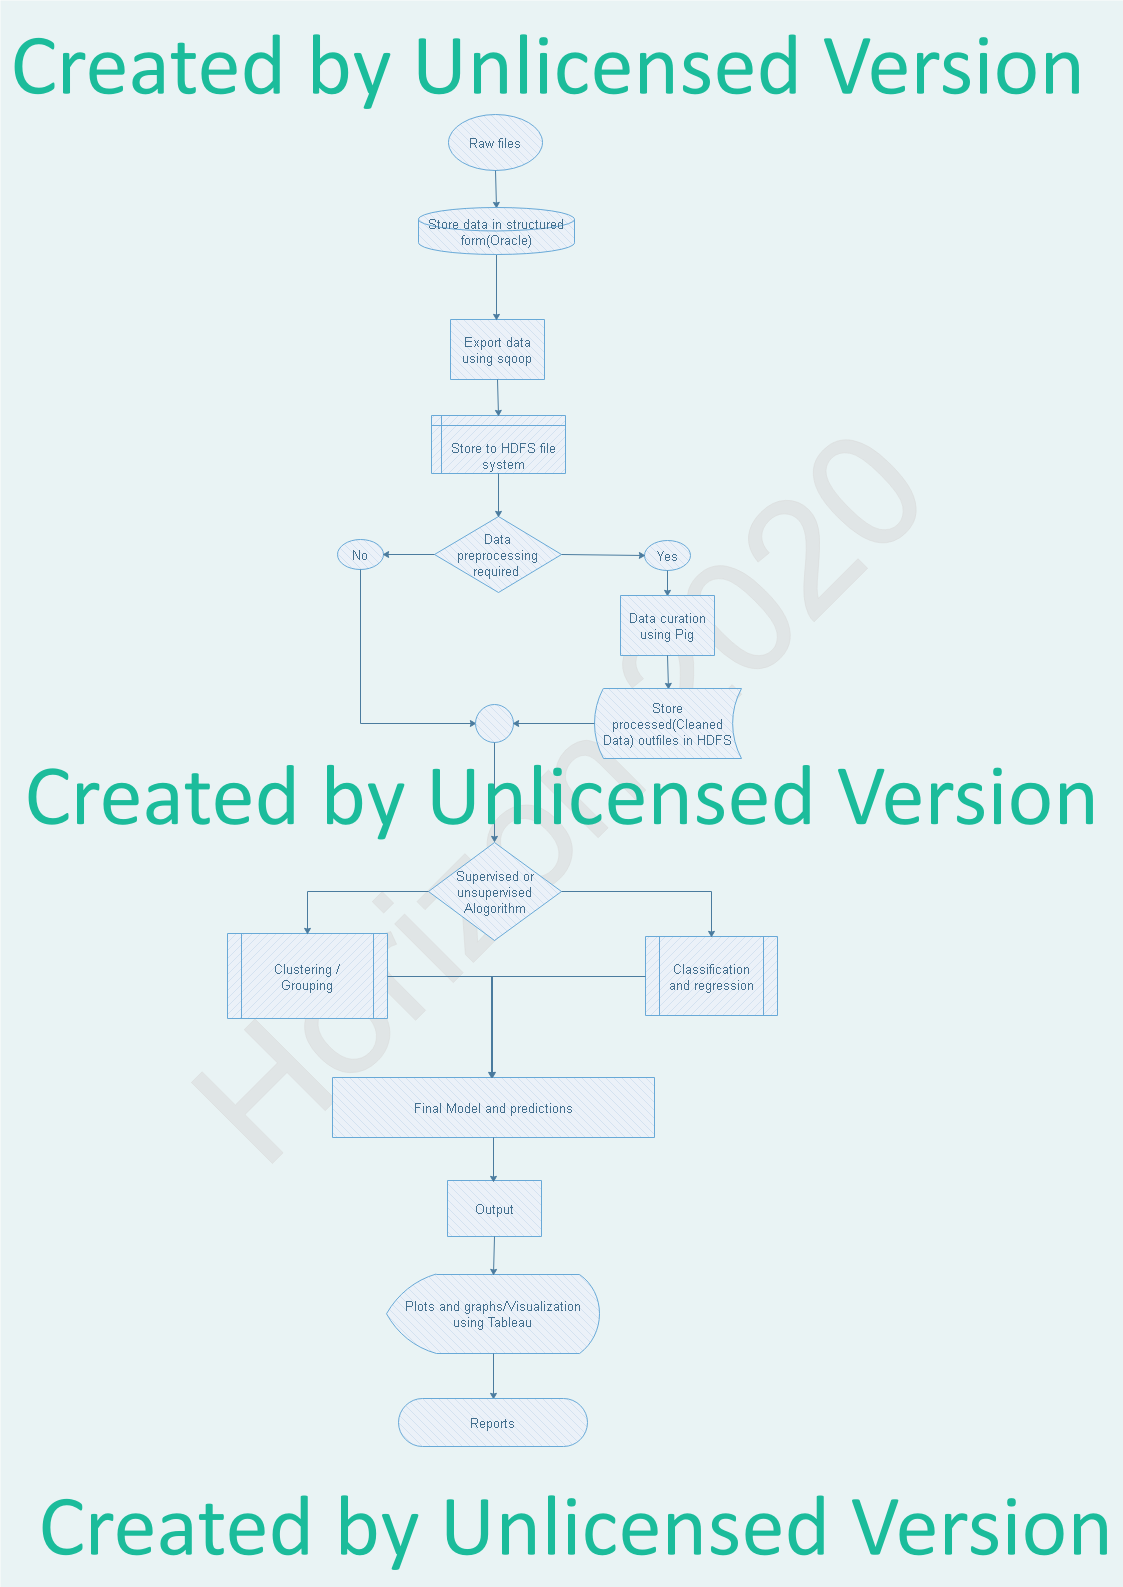 Created by Unlicensed Version
Raw files
Store data in structured
form(Oracle)
Export data
using sqoop
Store to HDFS file
system
Data
preprocessing
required
No
Yes
Data curation
using Pig
Store
processed(Cleaned
Data) outfiles in HDFS
Horizon 2020
Created by Unlicensed Version
Supervised or
unsupervised
Alogorithm
Clustering /
Grouping
Classification
and regression
Final Model and predictions
Output
Plots and graphs/Visualization
using Tableau
Reports
Created by Unlicensed Version